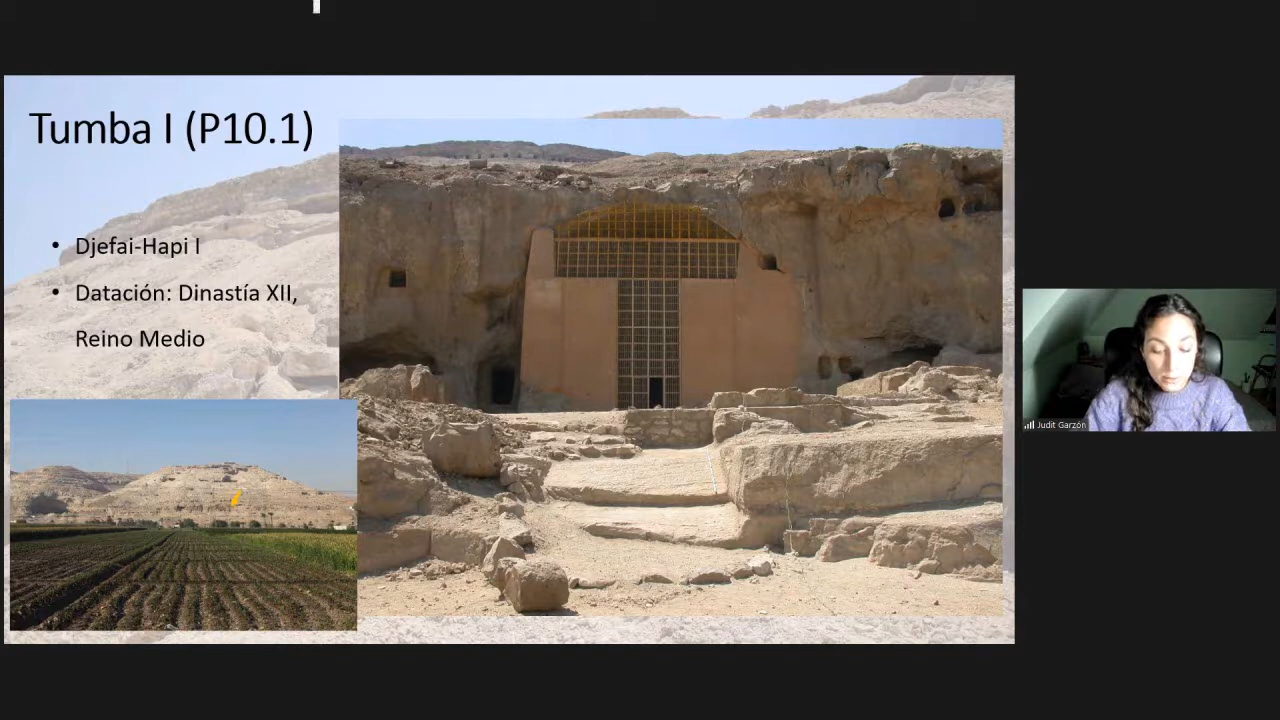 Tumba I (P10.1)
• Djefai-Hapi I
• Datación: Dinastía XII,
Reino Medio
Judit Garzón